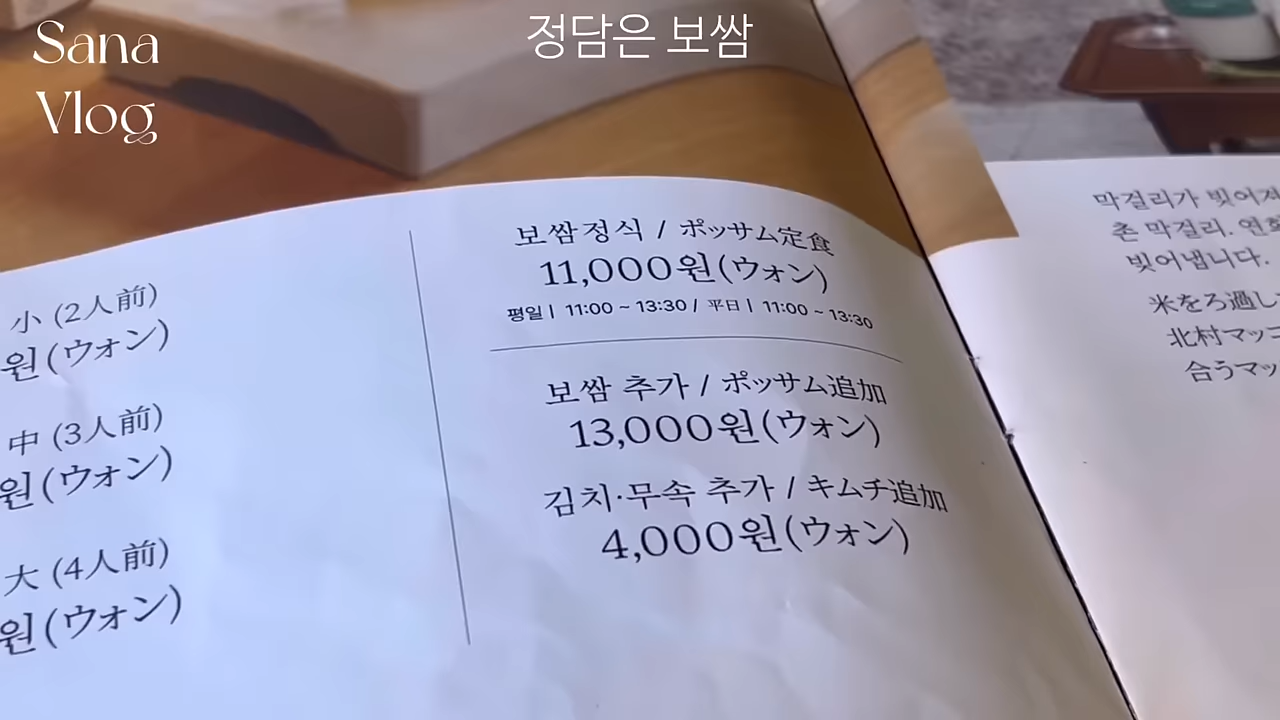 Sana
Vlog
정담은 보쌈
小 (2人前)
원(ウォン)
中 (3人前)
원(ウォン)
大 (4人前)
원(ウォン)
보쌈정식 / ポッサム定食
11,000원(ウォン)
평일 | 11:00 ~ 13:30 / 平日 | 11:00 ~ 13:30
보쌈 추가 / ポッサム追加
13,000원(ウォン)
김치·무속 추가 / キムチ追加
4,000원(ウォン)
막걸리가 빚어져
촌 막걸리.
빚어냅니다.
米をろ過し
北村マッコ
合うマッ